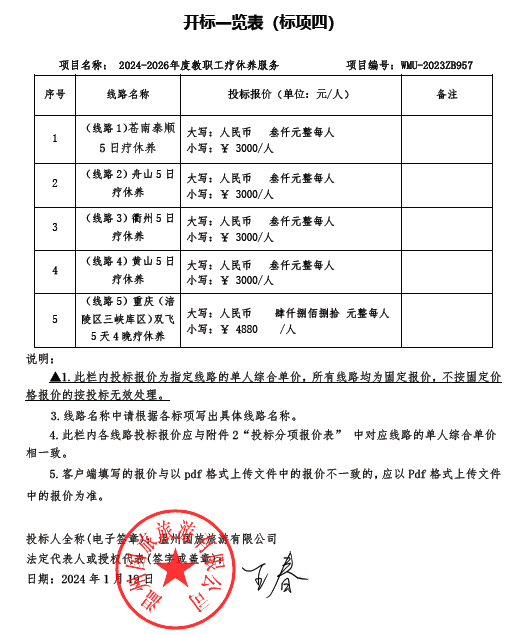 开标一览表（标项四）
项目名称： 2024-2026年度教职工疗休养服务 项目编号：WMU-2023ZB957
序号 线路名称 投标报价（单位：元/人） 备注
1 （线路1）苍南泰顺 大写：人民币 叁仟元整每人
5日疗休养 小写：￥ 3000/人
2 （线路2）舟山5日 大写：人民币 叁仟元整每人
疗休养 小写：￥ 3000/人
3 （线路3）衢州5日 大写：人民币 叁仟元整每人
疗休养 小写：￥ 3000/人
4 （线路4）黄山5日 大写：人民币 叁仟元整每人
疗休养 小写：￥ 3000/人
5 （线路5）重庆（涪 大写：人民币 肆仟捌佰捌拾 元整每人
陵区三峡库区）双飞 小写：￥ 4880 /人
5天4晚疗休养
说明：
▲1.此栏内投标报价为指定线路的单人综合单价，所有线路均为固定报价，不按固定价
格报价的按投标无效处理。
3.线路名称中请根据各标项写出具体线路名称。
4.此栏内各线路投标报价应与附件2“投标分项报价表” 中对应线路的单人综合单价
相一致。
5.客户端填写的报价与以pdf格式上传文件中的报价不一致的，应以Pdf格式上传文件
中的报价为准。
投标人全称(电子签章)：温州国旅旅游有限公司
法定代表人或授权代表(签字或盖章)：
日期：2024年1月19日
温州国旅旅游有限公司
王春